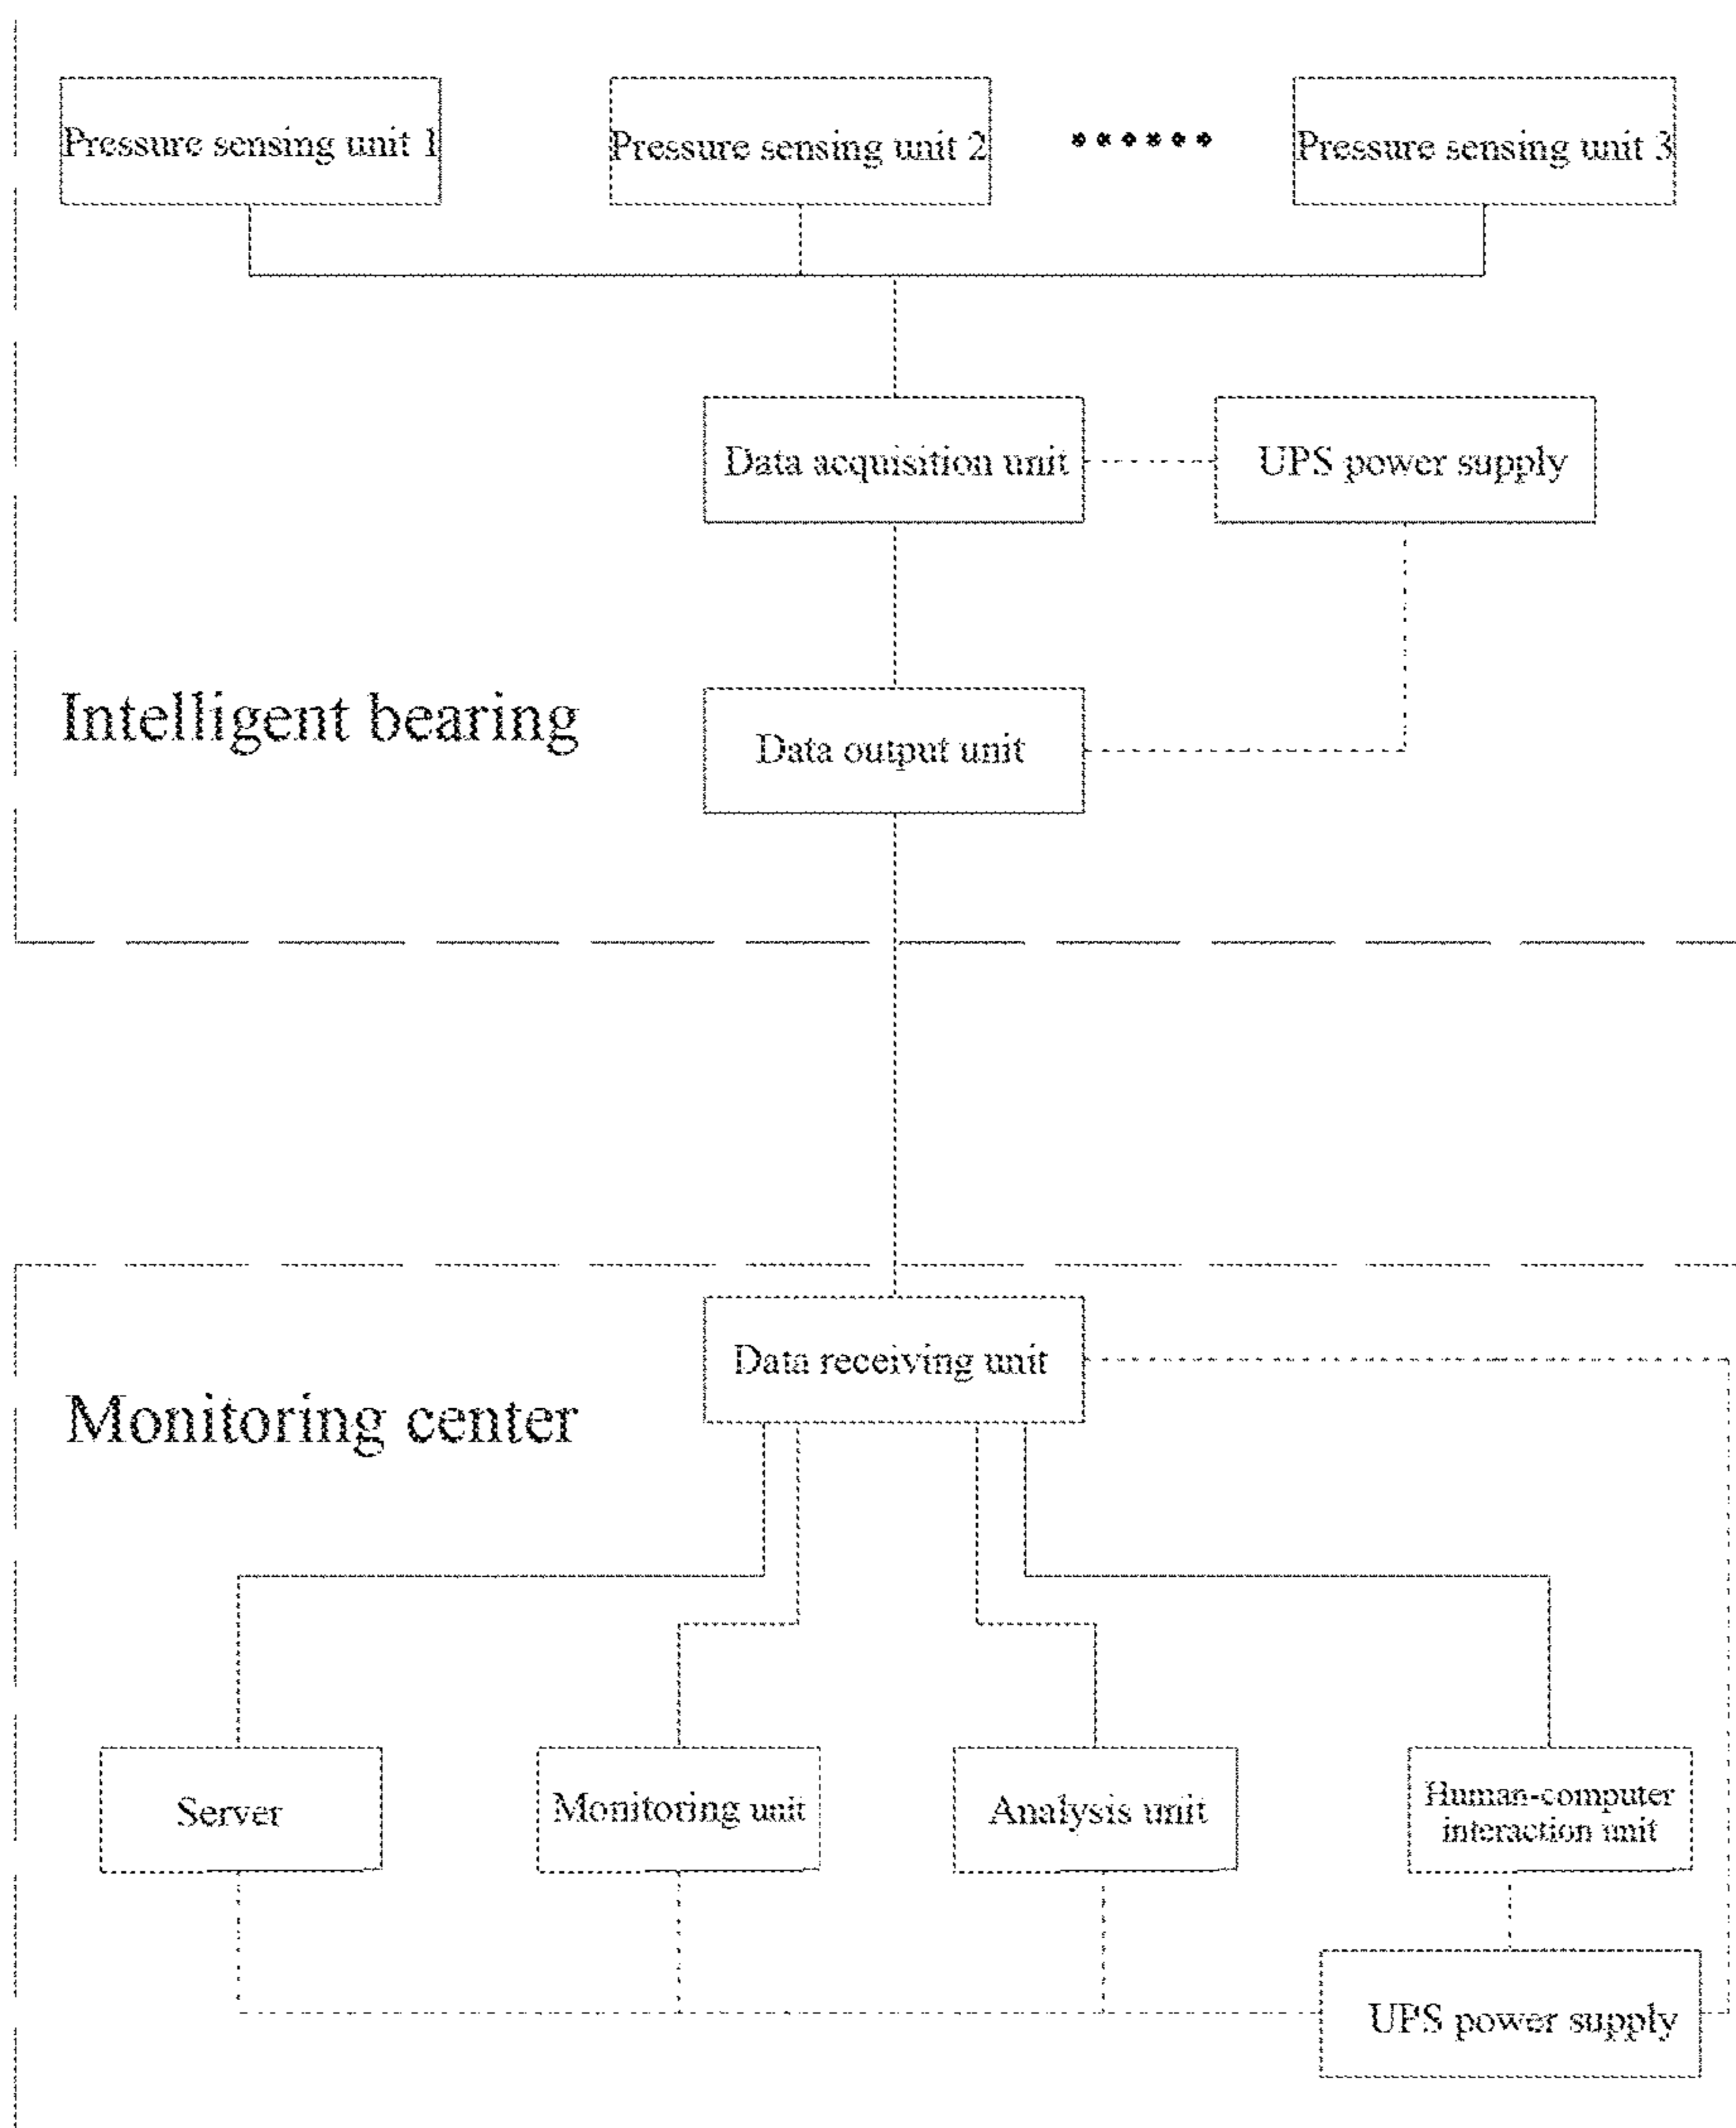 Pressure sensing unit 1
Pressure sensing unit 2
Pressure sensing unit 3
Data acquisition unit
UPS power supply
Intelligent bearing
Data output unit
Data receiving unit
Monitoring center
Server
Monitoring unit
Analysis unit
Human-computer
interaction unit
UPS power supply